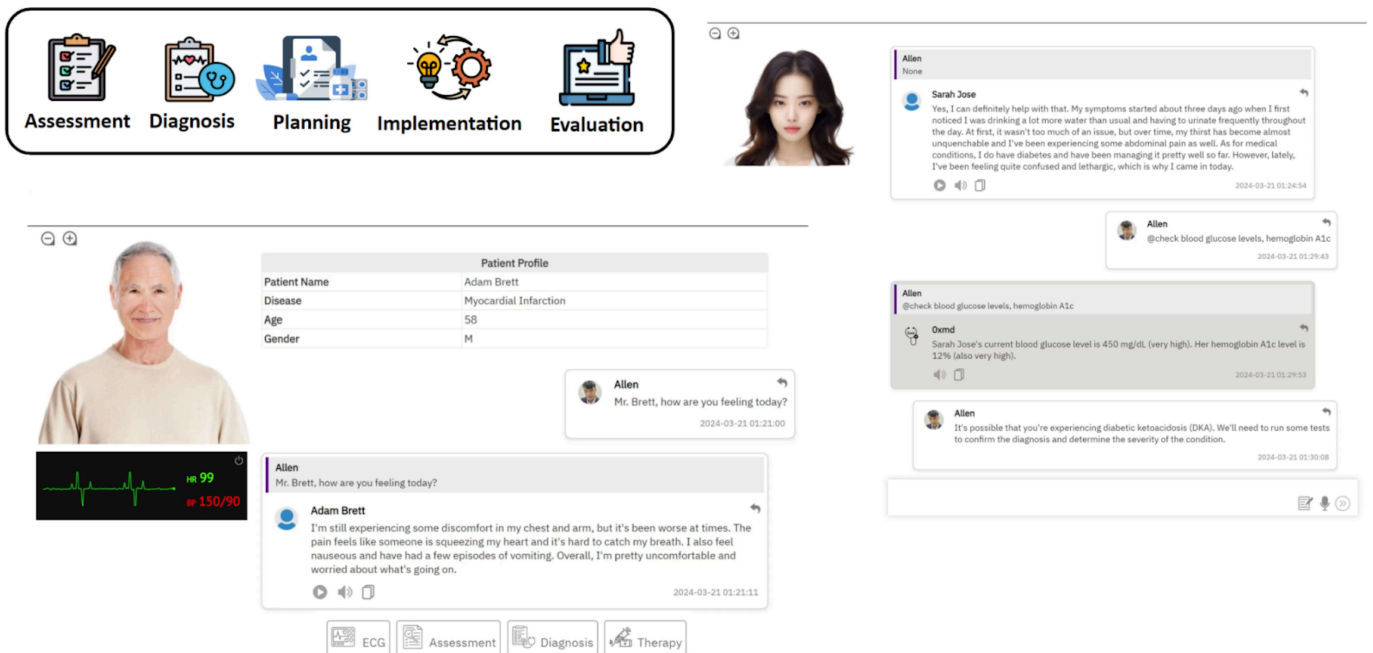 Assessment
Diagnosis
Planning
Implementation
Evaluation
Patient Profile
Patient Name Adam Brett
Disease Myocardial Infarction
Age 58
Gender M
Allen
Mr. Brett, how are you feeling today?
2024-03-21 01:21:00
HR 99
BP 150/90
Allen
Mr. Brett, how are you feeling today?
Adam Brett
I'm still experiencing some discomfort in my chest and arm, but it's been worse at times. The
pain feels like someone is squeezing my heart and it's hard to catch my breath. I also feel
nauseous and have had a few episodes of vomiting. Overall, I'm pretty uncomfortable and
worried about what's going on.
2024-03-21 01:21:11
ECG
Assessment
Diagnosis
Therapy
Allen
None
Sarah Jose
Yes, I can definitely help with that. My symptoms started about three days ago when I first
noticed I was drinking a lot more water than usual and having to urinate frequently throughout
the day. At first, it wasn't too much of an issue, but over time, my thirst has become almost
unquenchable and I've been experiencing some abdominal pain as well. As for medical
conditions, I do have diabetes and have been managing it pretty well so far. However, lately,
I've been feeling quite confused and lethargic, which is why I came in today.
2024-03-21 01:24:54
Allen
@check blood glucose levels, hemoglobin A1c
2024-03-21 01:29:43
Allen
@check blood glucose levels, hemoglobin A1c
0xmd
Sarah Jose's current blood glucose level is 450 mg/dL (very high). Her hemoglobin A1c level is
12% (also very high).
2024-03-21 01:29:53
Allen
It's possible that you're experiencing diabetic ketoacidosis (DKA). We'll need to run some tests
to confirm the diagnosis and determine the severity of the condition.
2024-03-21 01:30:08